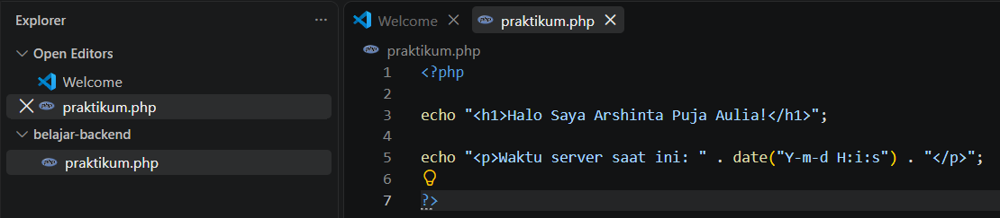 Explorer
Open Editors
Welcome
praktikum.php
belajar-backend
praktikum.php
Welcome
praktikum.php
praktikum.php
1 <?php
2
3 echo "<h1>Halo Saya Arshinta Puja Aulia!</h1>";
4
5 echo "<p>Waktu server saat ini: " . date("Y-m-d H:i:s") . "</p>";
6
7 ?>